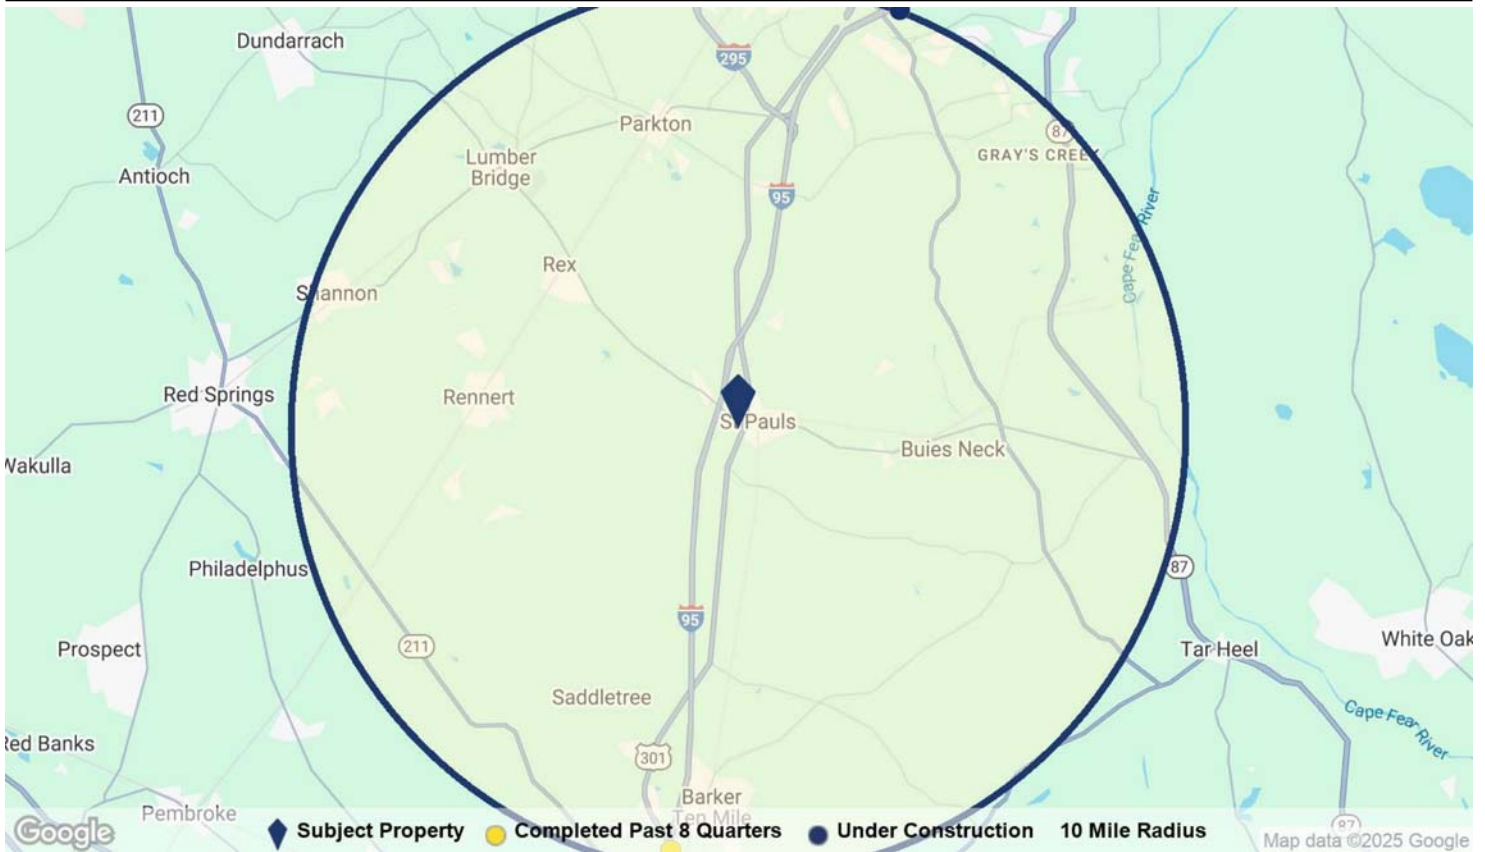 Dundarrach
295
211
Parkton
87
Lumber
Bridge
GRAY'S CREEK
Antioch
95
Cape Fear River
Rex
Shannon
Red Springs
Rennert
St Pauls
Buies Neck
Wakulla
Philadelphus
87
95
211
Prospect
Tar Heel
White Oak
Saddletree
Cape Fear River
Red Banks
301
Barker
Ten Mile
Pembroke
87
Google
Subject Property
Completed Past 8 Quarters
Under Construction
10 Mile Radius
Map data ©2025 Google